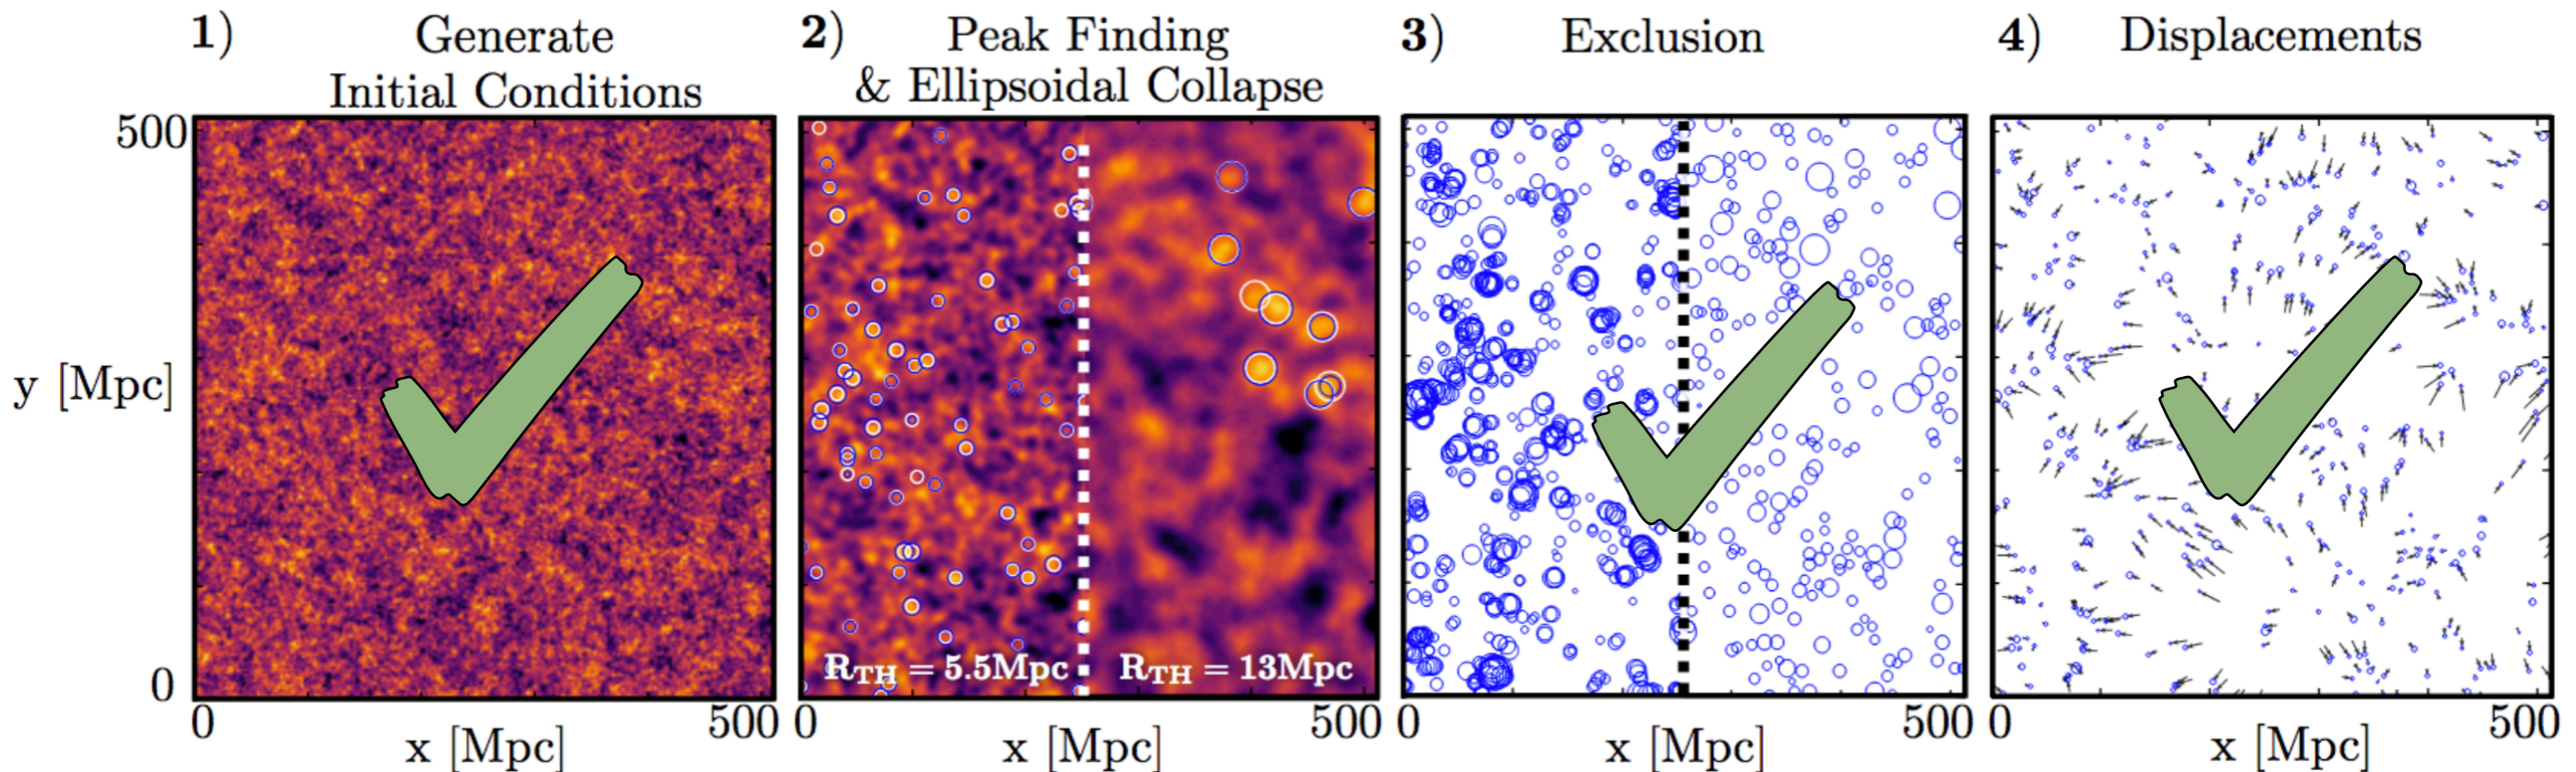 1) Generate
Initial Conditions
2) Peak Finding
& Ellipsoidal Collapse
3) Exclusion
4) Displacements
500
y [Mpc]
0
R_TH = 5.5Mpc
R_TH = 13Mpc
0 500
x [Mpc]
0 500
x [Mpc]
0 500
x [Mpc]
0 500
x [Mpc]